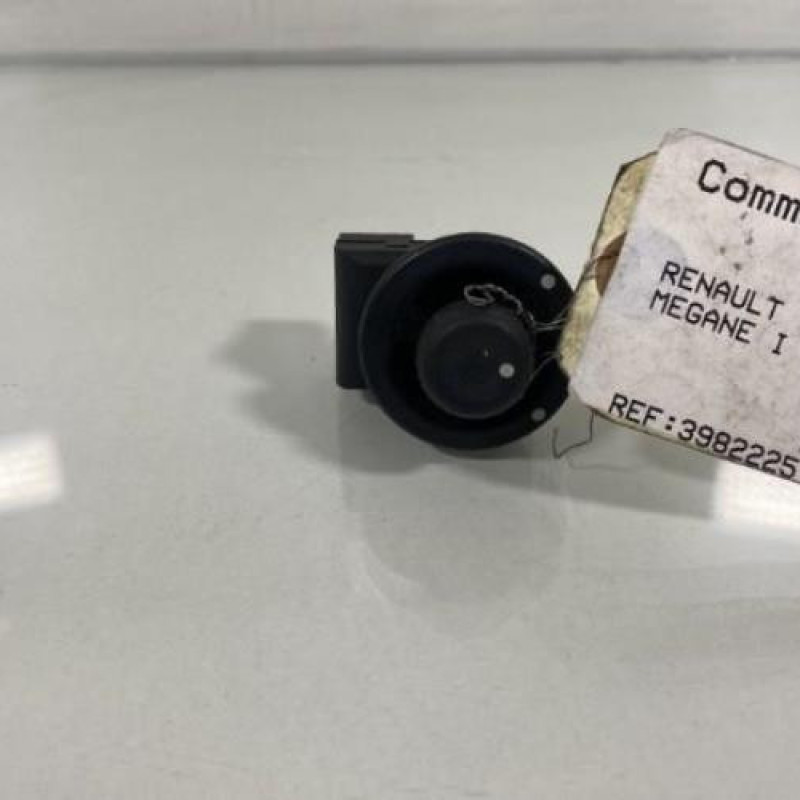 Comm
RENAULT
MEGANE I
REF:3982225